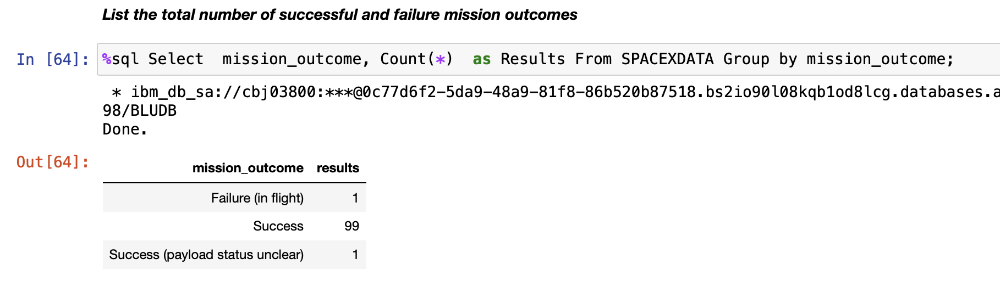 List the total number of successful and failure mission outcomes
In [64]: %sql Select  mission_outcome, Count(*)  as Results From SPACEXDATA Group by mission_outcome;
* ibm_db_sa://cbj03800:***@0c77d6f2-5da9-48a9-81f8-86b520b87518.bs2io90l08kqb1od8lcg.databases.a
98/BLUDB
Done.
Out[64]:
mission_outcome results
Failure (in flight) 1
Success 99
Success (payload status unclear) 1